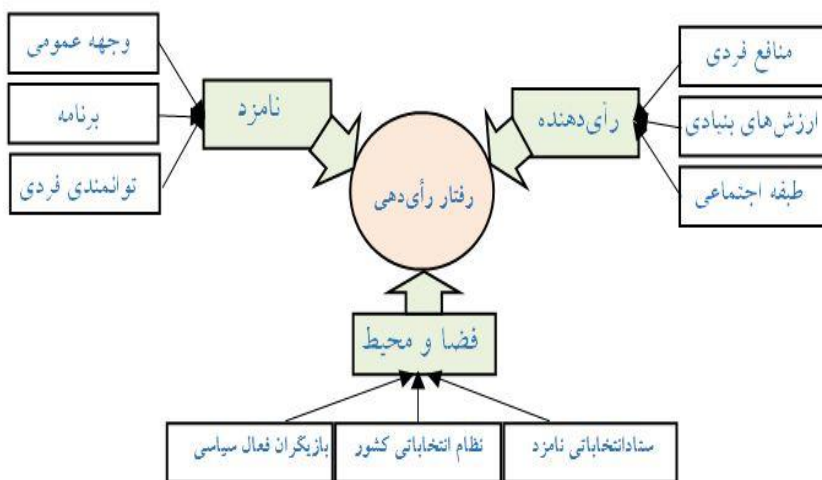 منافع فردی
ارزش‌های بنیادی
طبقه اجتماعی
رأی‌دهنده
وجهه عمومی
برنامه
توانمندی فردی
نامزد
رفتار رأی‌دهی
فضا و محیط
ستادانتخاباتی نامزد
نظام انتخاباتی کشور
بازیگران فعال سیاسی